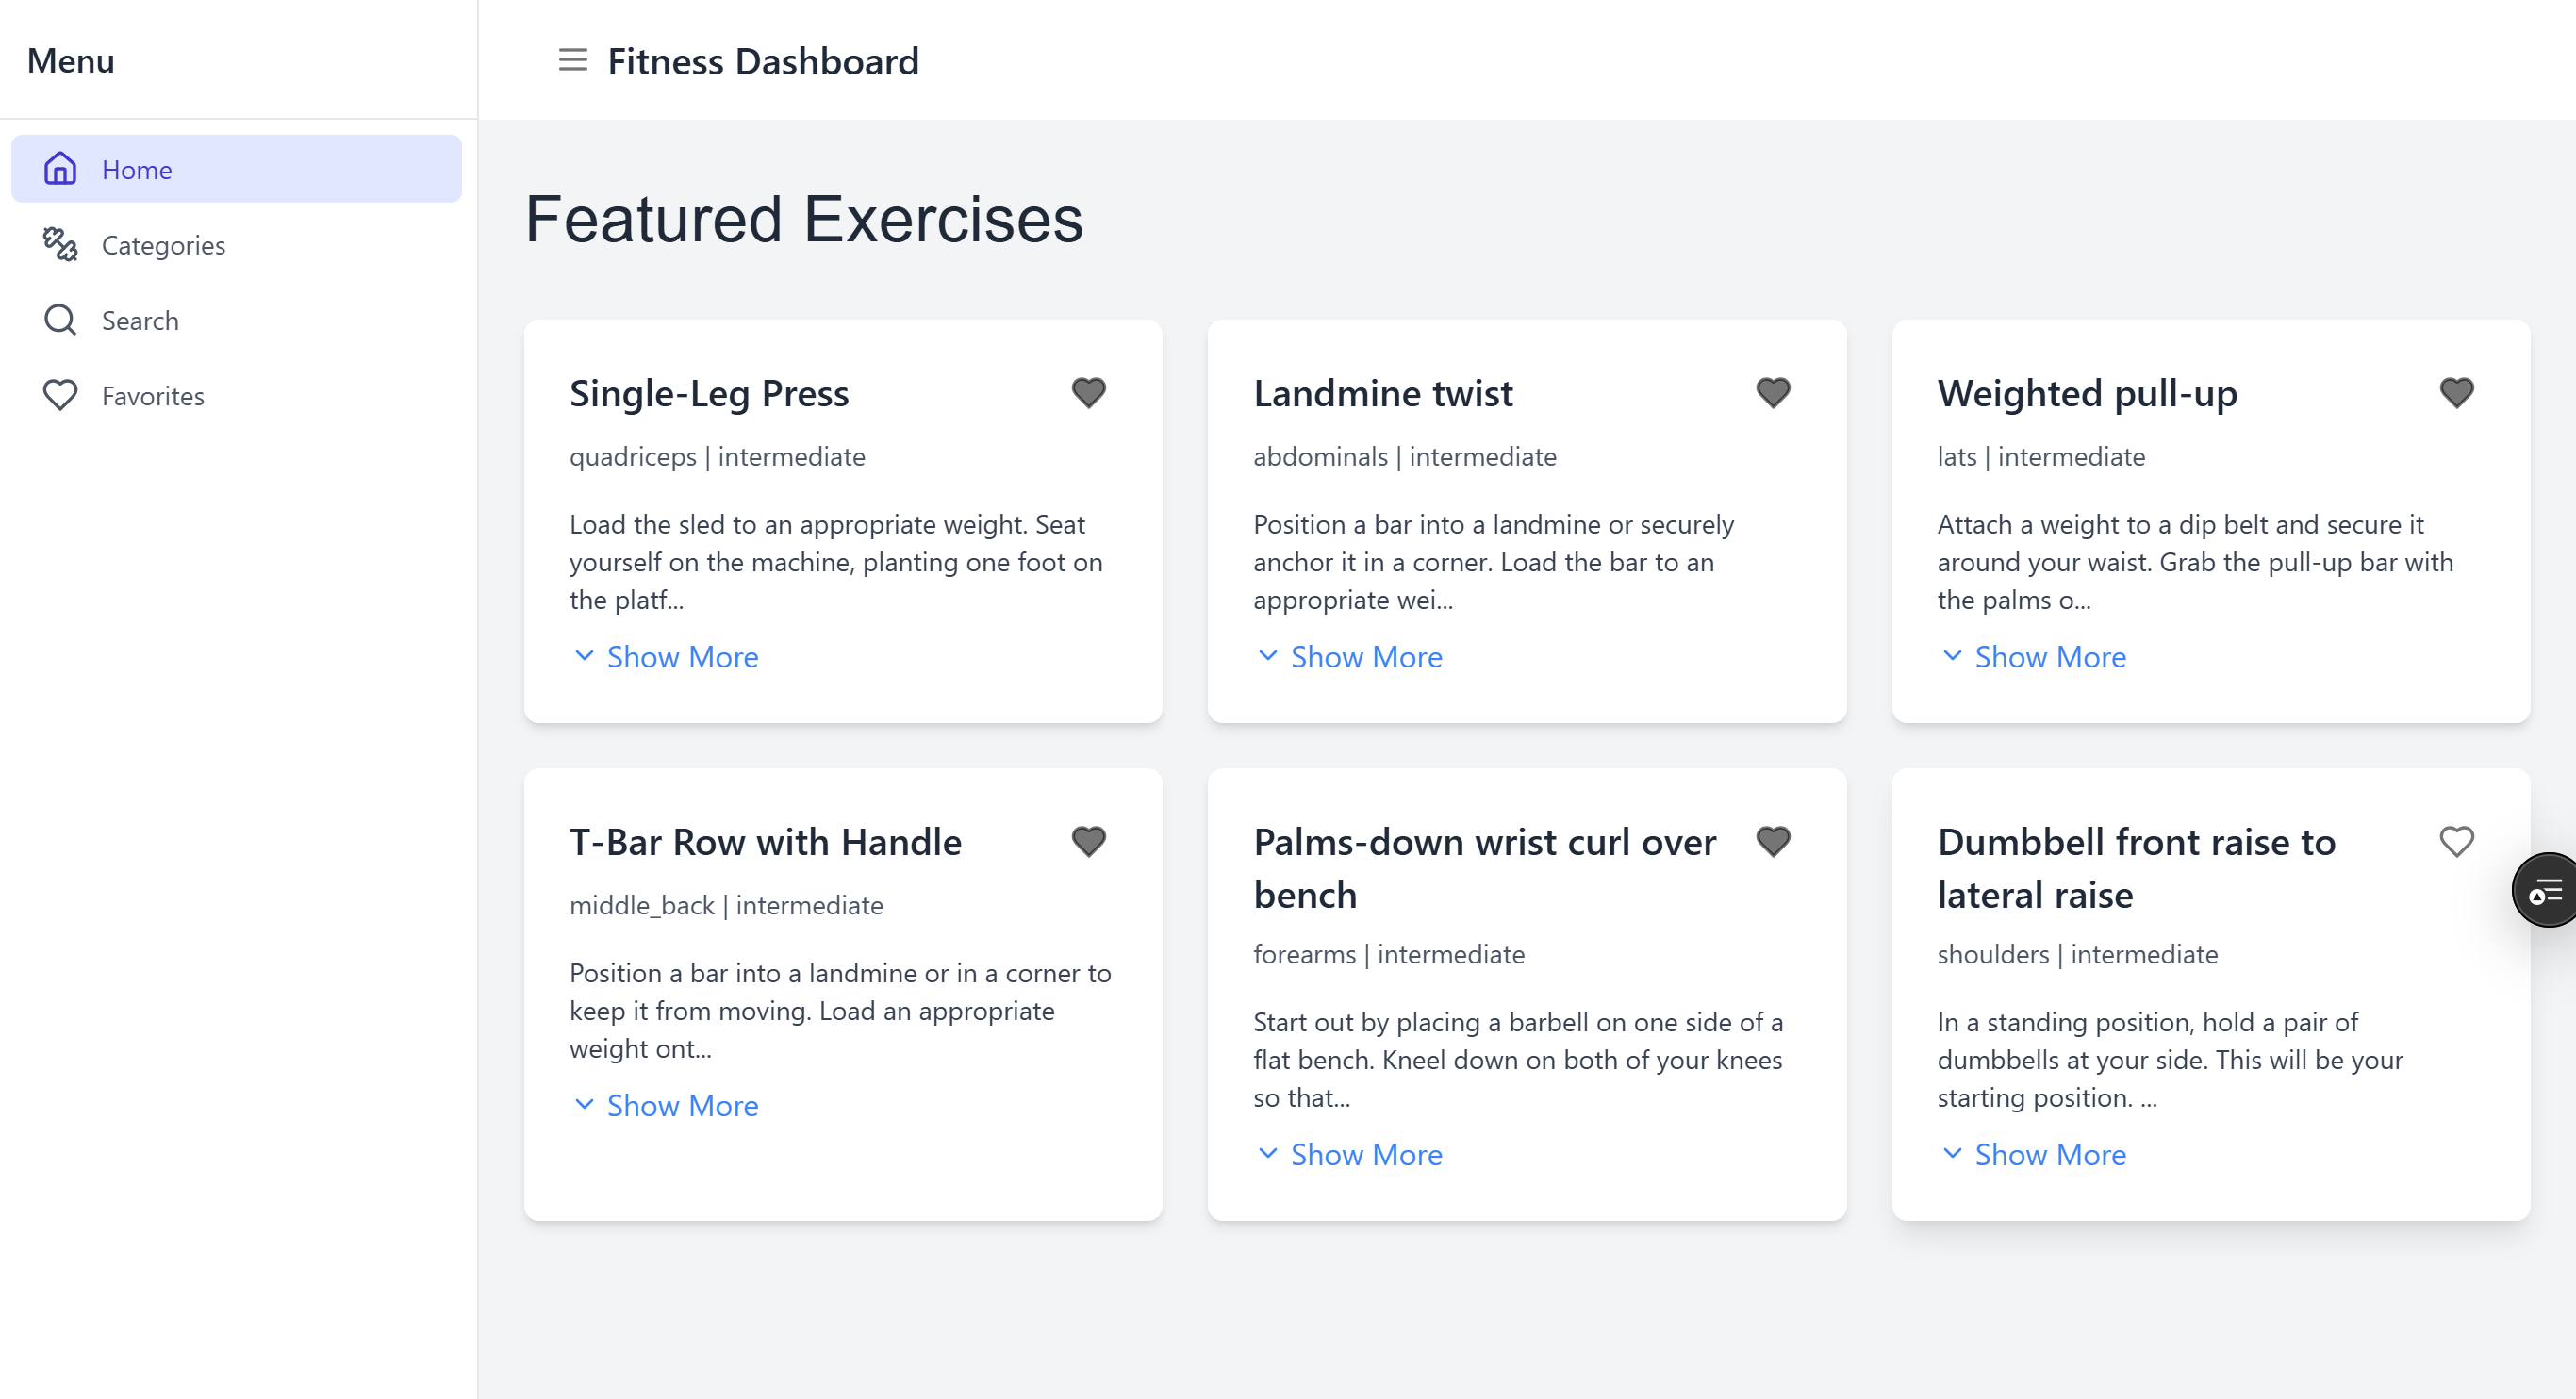 Menu
Home
Categories
Search
Favorites
Fitness Dashboard
Featured Exercises
Single-Leg Press
quadriceps | intermediate
Load the sled to an appropriate weight. Seat
yourself on the machine, planting one foot on
the platf...
Show More
Landmine twist
abdominals | intermediate
Position a bar into a landmine or securely
anchor it in a corner. Load the bar to an
appropriate wei...
Show More
Weighted pull-up
lats | intermediate
Attach a weight to a dip belt and secure it
around your waist. Grab the pull-up bar with
the palms o...
Show More
T-Bar Row with Handle
middle_back | intermediate
Position a bar into a landmine or in a corner to
keep it from moving. Load an appropriate
weight ont...
Show More
Palms-down wrist curl over
bench
forearms | intermediate
Start out by placing a barbell on one side of a
flat bench. Kneel down on both of your knees
so that...
Show More
Dumbbell front raise to
lateral raise
shoulders | intermediate
In a standing position, hold a pair of
dumbbells at your side. This will be your
starting position. ...
Show More